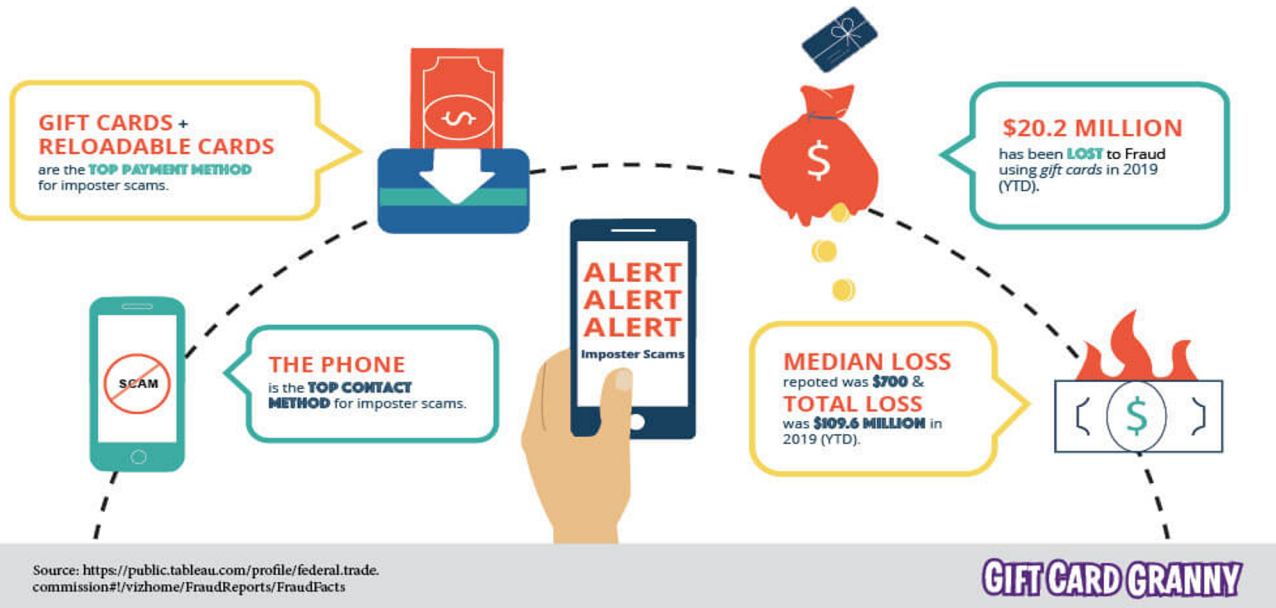 GIFT CARDS +
RELOADABLE CARDS
are the TOP PAYMENT METHOD
for imposter scams.
$
$
$20.2 MILLION
has been LOST to Fraud
using gift cards in 2019
(YTD).
SCAM
THE PHONE
is the TOP CONTACT
METHOD for imposter scams.
ALERT
ALERT
ALERT
Imposter Scams
MEDIAN LOSS
repoted was $700 &
TOTAL LOSS
was $109.6 MILLION in
2019 (YTD).
$
Source: https://public.tableau.com/profile/federal.trade.
commission#!/vizhome/FraudReports/FraudFacts
GIFT CARD GRANNY